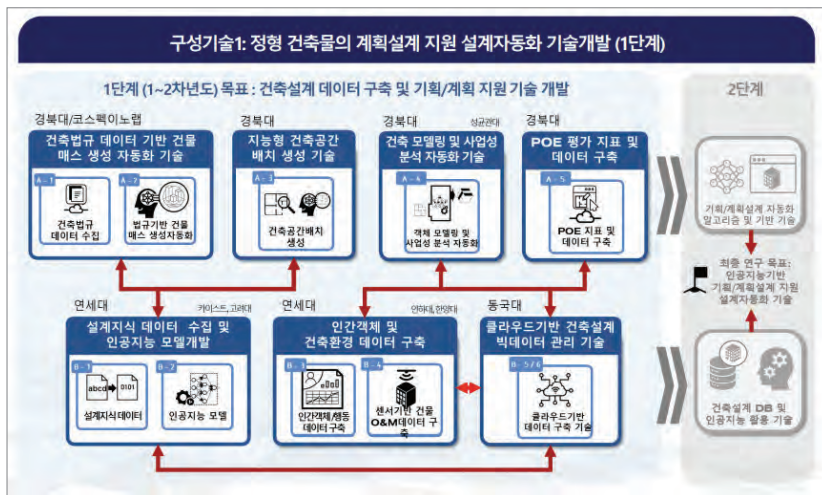 구성기술1: 정형 건축물의 계획설계 지원 설계자동화 기술개발 (1단계)
1단계 (1~2차년도) 목표 : 건축설계 데이터 구축 및 기획/계획 지원 기술 개발
2단계
경북대/코스펙이노랩
건축법규 데이터 기반 건물
매스 생성 자동화 기술
A - 1
건축법규
데이터 수집
A - 2
법규기반 건물
매스 생성자동화
경북대
지능형 건축공간
배치 생성 기술
A - 3
건축공간배치
생성
경북대
성균관대
건축 모델링 및 사업성
분석 자동화 기술
A - 4
객체 모델링 및
사업성 분석 자동화
경북대
POE 평가 지표 및
데이터 구축
A - 5
POE 지표 및
데이터 구축
기획/계획설계 자동화
알고리즘 및 기반 기술
최종 연구 목표:
인공지능기반
기획/계획설계 지원
설계자동화 기술
연세대
카이스트, 고려대
설계지식 데이터 수집 및
인공지능 모델개발
B - 1
abcd
0101
설계지식데이터
B - 2
인공지능 모델
연세대
인하대, 한양대
인간객체 및
건축환경 데이터 구축
B - 3
인간객체/행동
데이터구축
B - 4
센서기반 건물
O&M데이터 구
축
동국대
클라우드기반 건축설계
빅데이터 관리 기술
B - 5 / 6
클라우드기반
데이터 구축 기술
건축설계 DB 및
인공지능 활용 기술